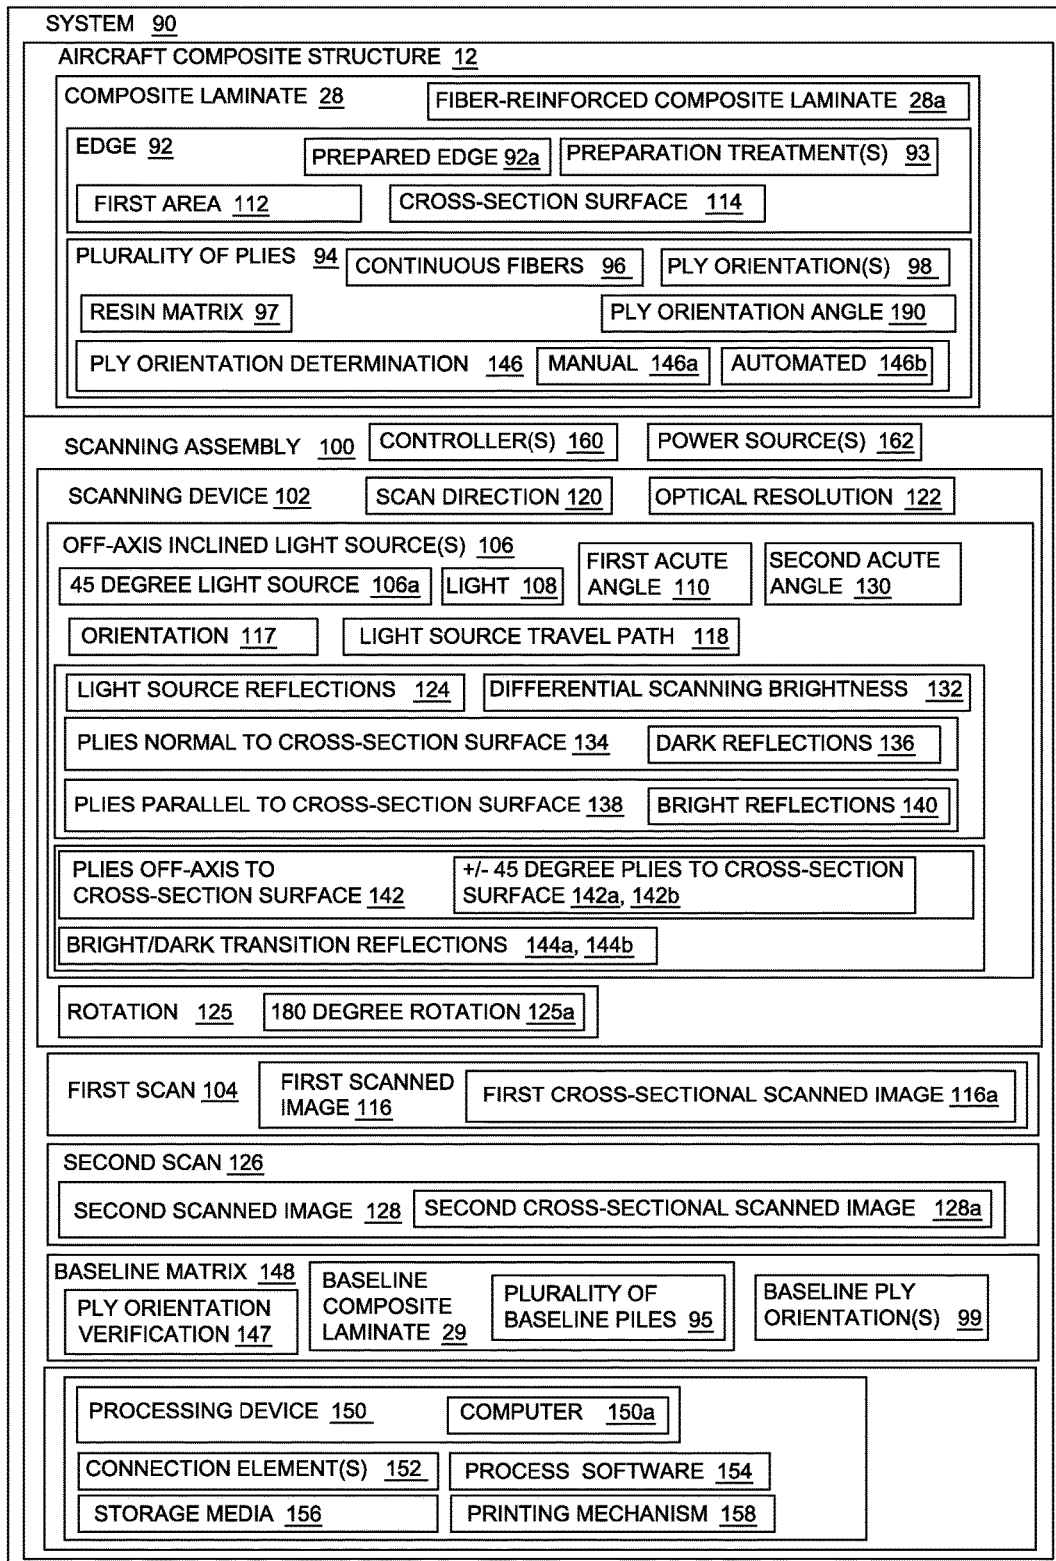 SYSTEM 90
AIRCRAFT COMPOSITE STRUCTURE 12
COMPOSITE LAMINATE 28
FIBER-REINFORCED COMPOSITE LAMINATE 28a
EDGE 92
PREPARED EDGE 92a
PREPARATION TREATMENT(S) 93
FIRST AREA 112
CROSS-SECTION SURFACE 114
PLURALITY OF PLIES 94
CONTINUOUS FIBERS 96
PLY ORIENTATION(S) 98
RESIN MATRIX 97
PLY ORIENTATION ANGLE 190
PLY ORIENTATION DETERMINATION 146
MANUAL 146a
AUTOMATED 146b
SCANNING ASSEMBLY 100
CONTROLLER(S) 160
POWER SOURCE(S) 162
SCANNING DEVICE 102
SCAN DIRECTION 120
OPTICAL RESOLUTION 122
OFF-AXIS INCLINED LIGHT SOURCE(S) 106
45 DEGREE LIGHT SOURCE 106a
LIGHT 108
FIRST ACUTE
ANGLE 110
SECOND ACUTE
ANGLE 130
ORIENTATION 117
LIGHT SOURCE TRAVEL PATH 118
LIGHT SOURCE REFLECTIONS 124
DIFFERENTIAL SCANNING BRIGHTNESS 132
PLIES NORMAL TO CROSS-SECTION SURFACE 134
DARK REFLECTIONS 136
PLIES PARALLEL TO CROSS-SECTION SURFACE 138
BRIGHT REFLECTIONS 140
PLIES OFF-AXIS TO
CROSS-SECTION SURFACE 142
+/- 45 DEGREE PLIES TO CROSS-SECTION
SURFACE 142a, 142b
BRIGHT/DARK TRANSITION REFLECTIONS 144a, 144b
ROTATION 125
180 DEGREE ROTATION 125a
FIRST SCAN 104
FIRST SCANNED
IMAGE 116
FIRST CROSS-SECTIONAL SCANNED IMAGE 116a
SECOND SCAN 126
SECOND SCANNED IMAGE 128
SECOND CROSS-SECTIONAL SCANNED IMAGE 128a
BASELINE MATRIX 148
PLY ORIENTATION
VERIFICATION 147
BASELINE
COMPOSITE
LAMINATE 29
PLURALITY OF
BASELINE PILES 95
BASELINE PLY
ORIENTATION(S) 99
PROCESSING DEVICE 150
COMPUTER 150a
CONNECTION ELEMENT(S) 152
PROCESS SOFTWARE 154
STORAGE MEDIA 156
PRINTING MECHANISM 158